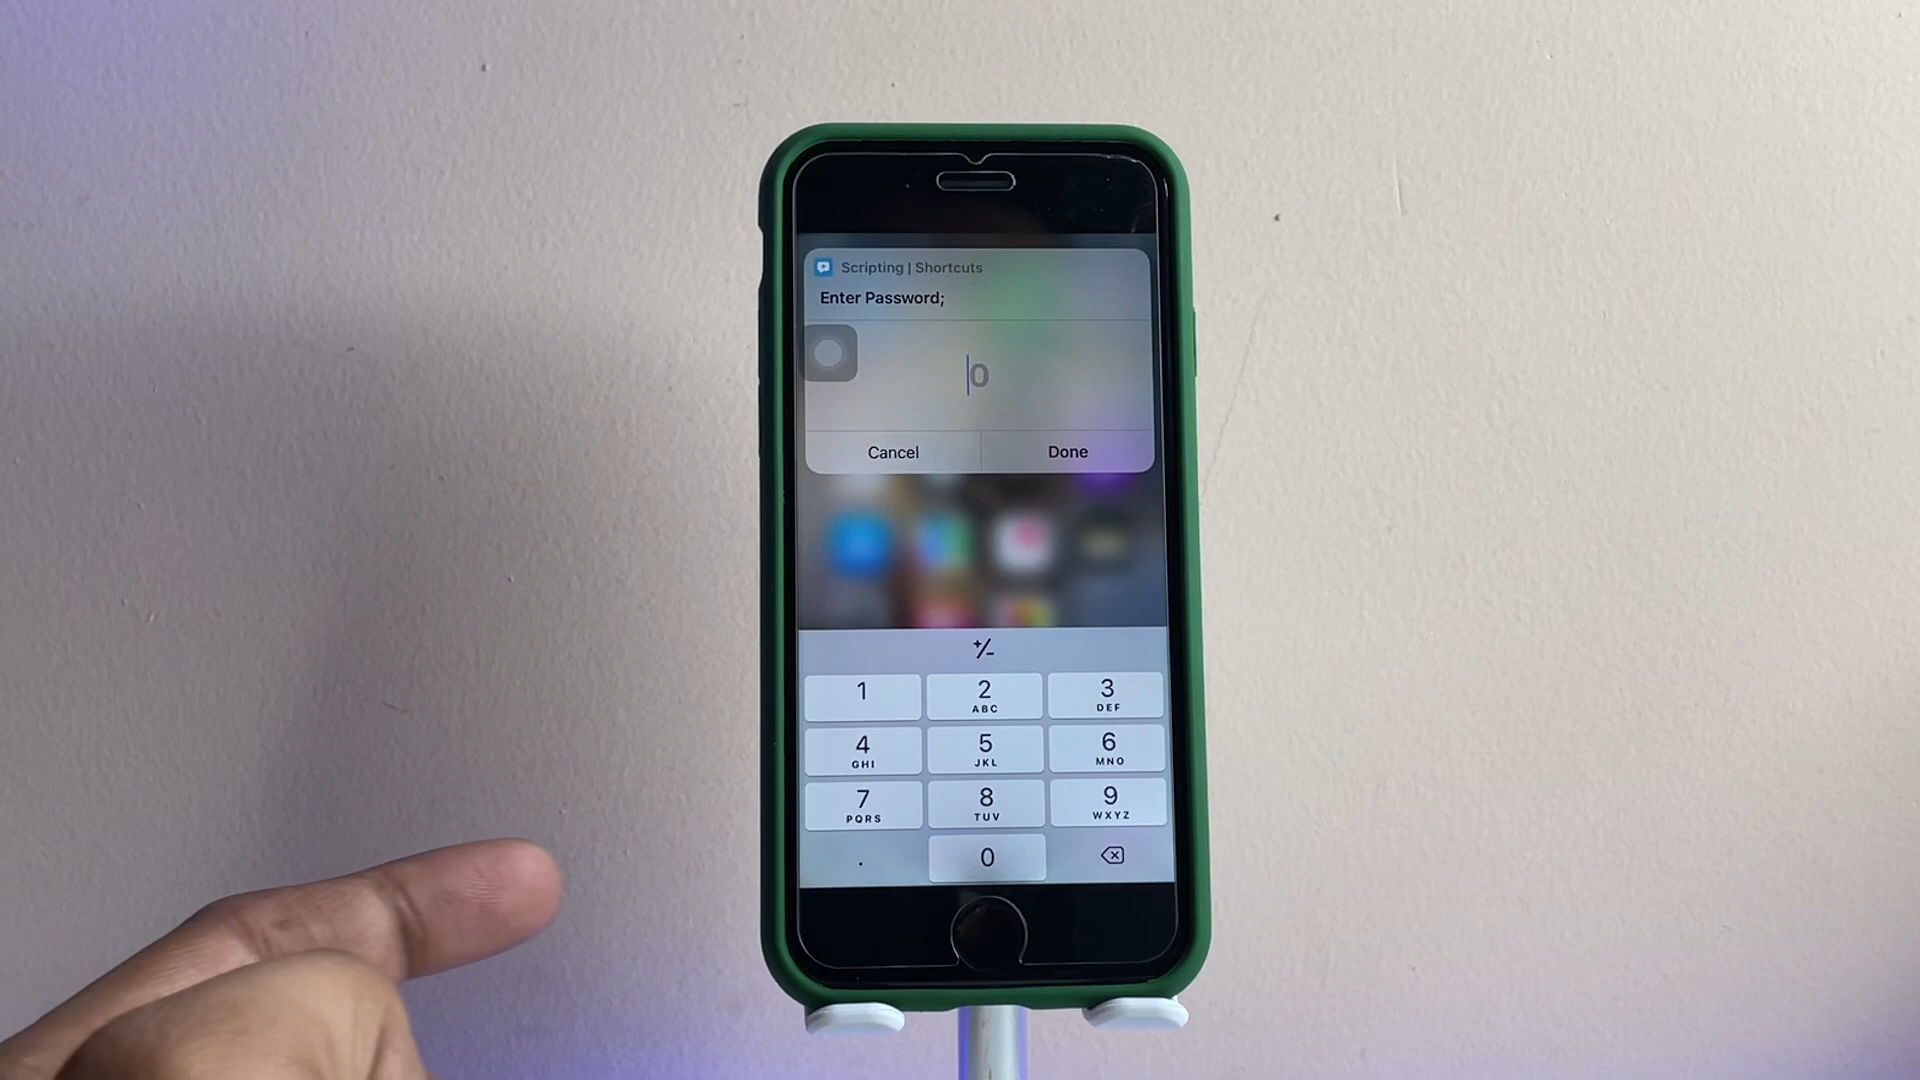 Scripting | Shortcuts
Enter Password;
0
Cancel Done
+/-
1 2 3
ABC DEF
4 5 6
GHI JKL MNO
7 8 9
PQRS TUV WXYZ
. 0